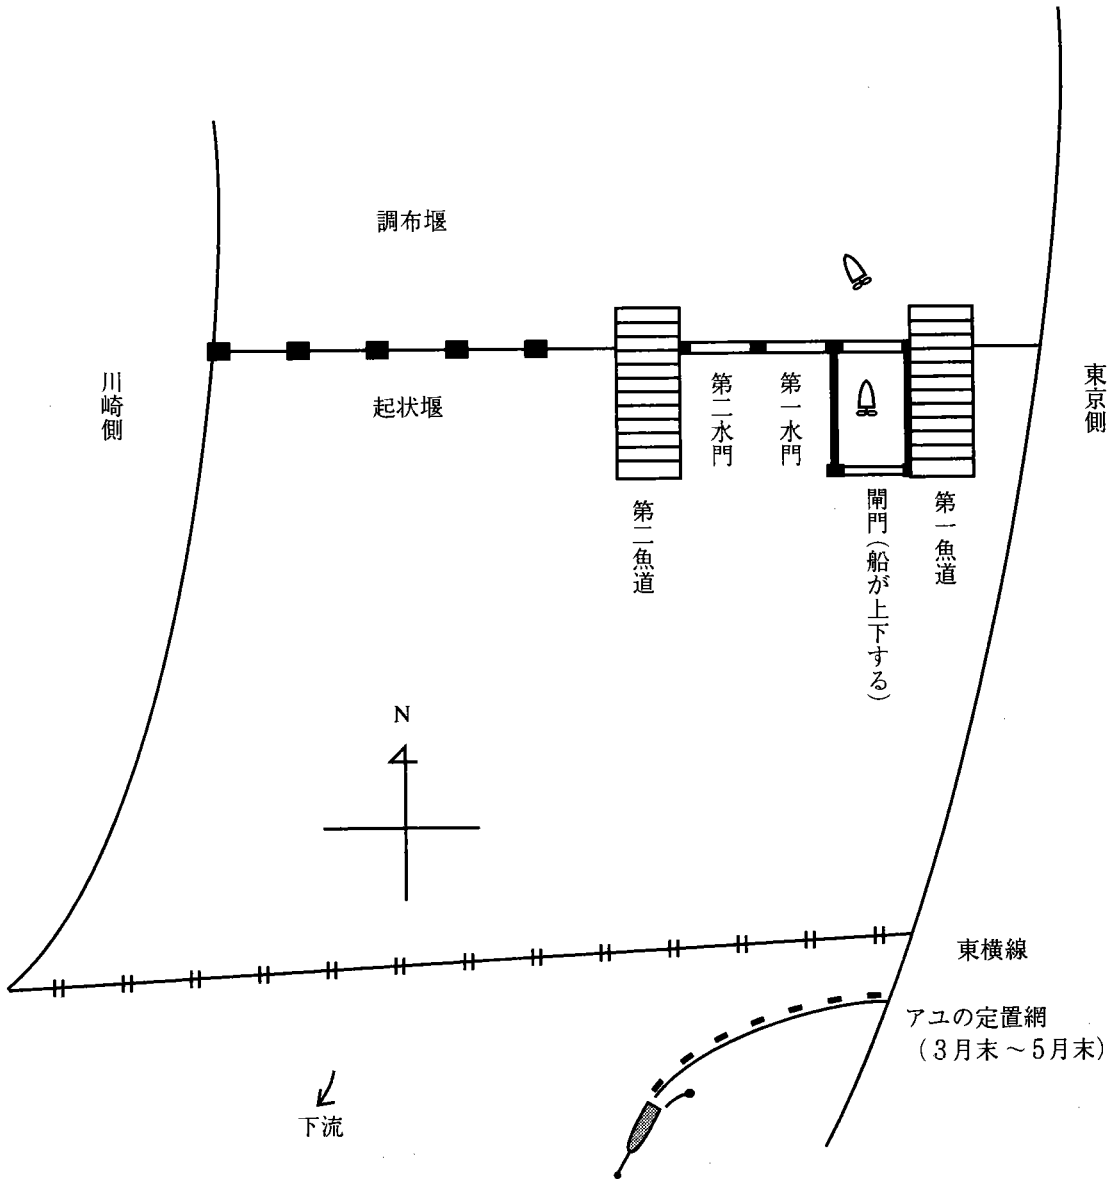 調布堰
川崎側
起状堰
第二水門
第一水門
東京側
第二魚道
閘門(船が上下する)
第一魚道
N
東横線
アユの定置網
(3月末~5月末)
下流